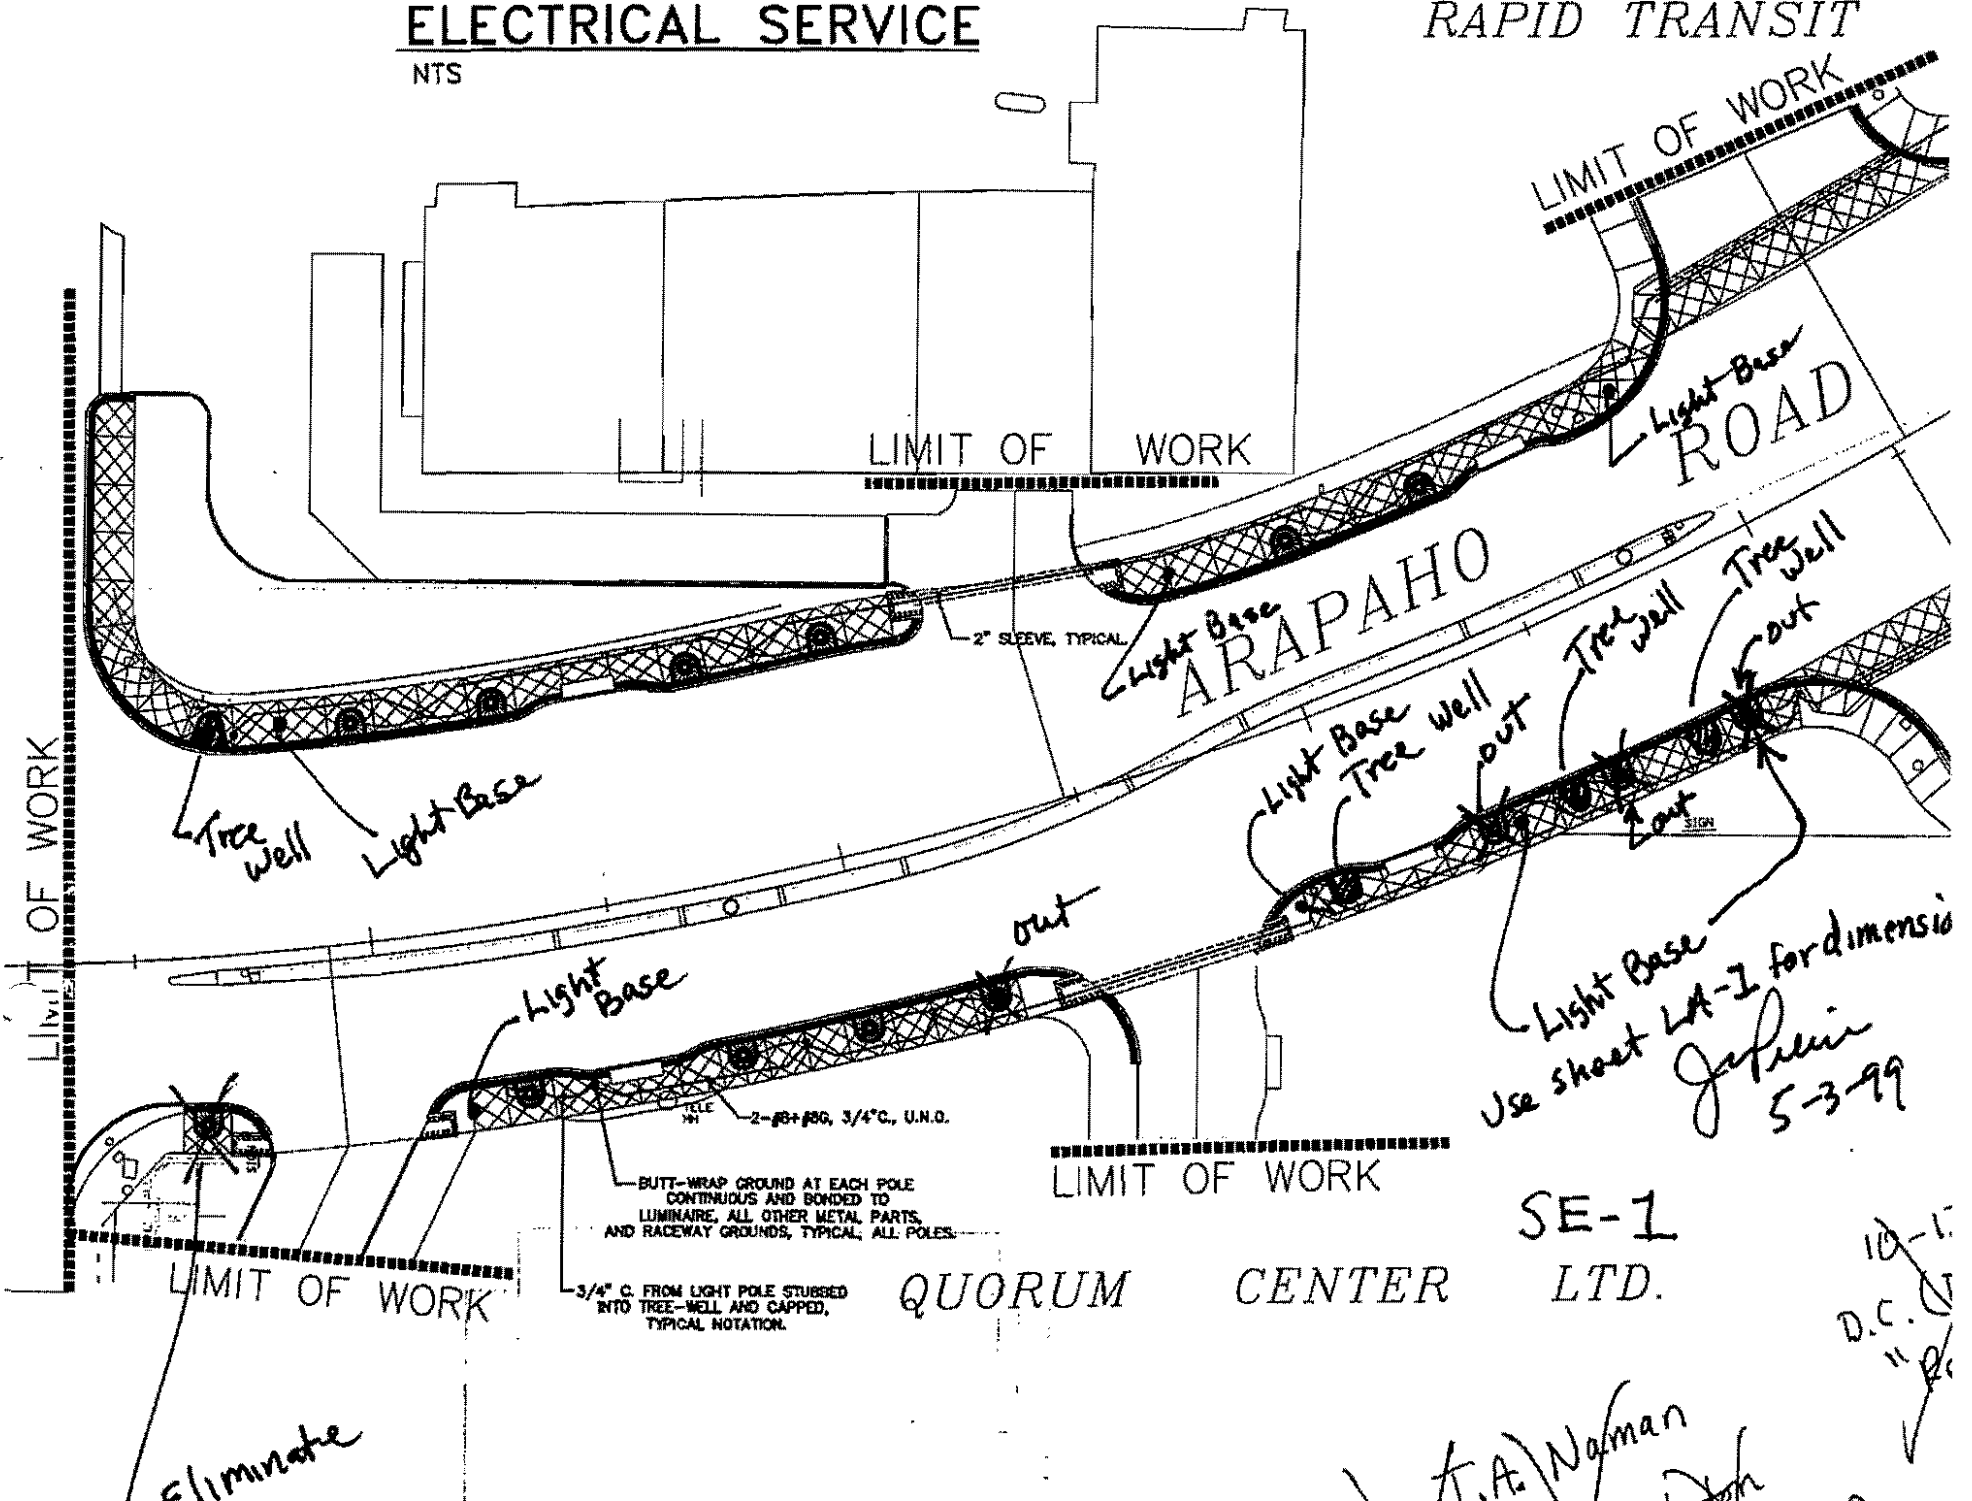 ELECTRICAL SERVICE
NTS
RAPID TRANSIT
LIMIT OF WORK
LIMIT OF WORK
Light Base
ROAD
ARAPAHO
2" SLEEVE, TYPICAL.
Light Base
Tree Well
out
Tree Well
Light Base
Tree Well
out
out
SIGN
Tree
Well
Light Base
LIMIT OF WORK
out
Light
Base
Light Base
Use sheet LA-1 for dimensio
5-3-99
TELE
MH
2-#8+#8G, 3/4"C., U.N.O.
SIGN
BUTT-WRAP GROUND AT EACH POLE
CONTINUOUS AND BONDED TO
LUMINAIRE, ALL OTHER METAL PARTS,
AND RACEWAY GROUNDS, TYPICAL, ALL POLES.
LIMIT OF WORK
SE-1
LIMIT OF WORK
3/4" C. FROM LIGHT POLE STUBBED
INTO TREE-WELL AND CAPPED,
TYPICAL NOTATION.
QUORUM CENTER LTD.
D.C.
Eliminate
A. Naman